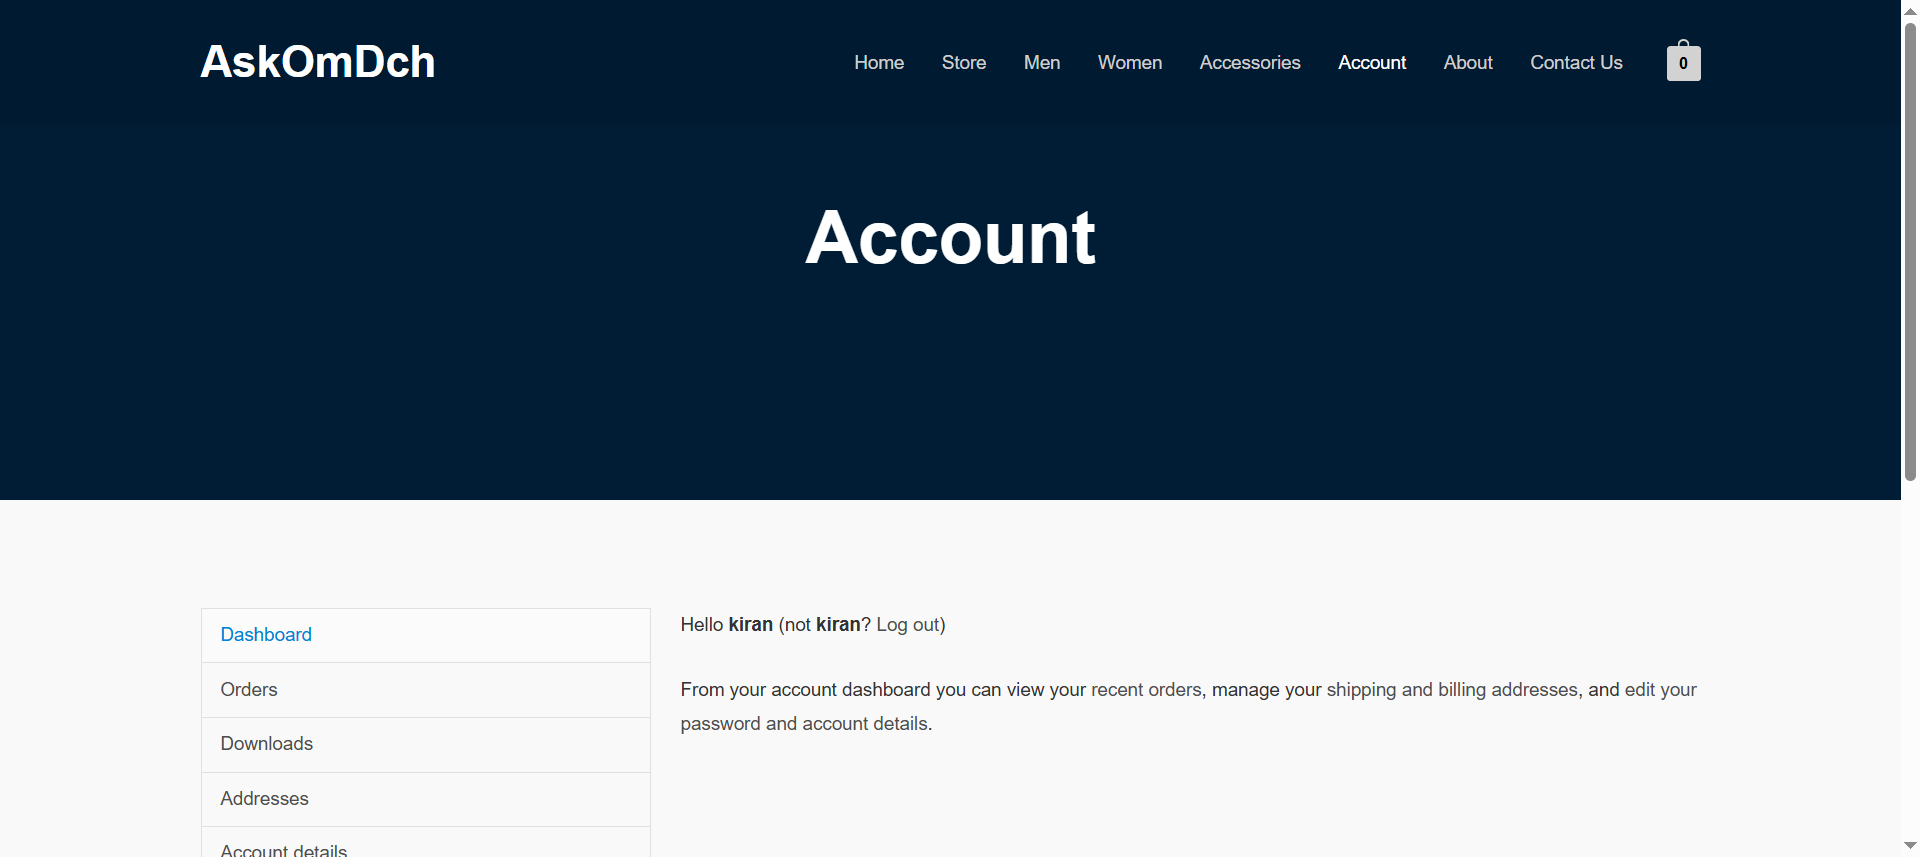 AskOmDch
Home Store Men Women Accessories Account About Contact Us 0
Account
Dashboard
Orders
Downloads
Addresses
Account details
Hello kiran (not kiran? Log out)
From your account dashboard you can view your recent orders, manage your shipping and billing addresses, and edit your
password and account details.